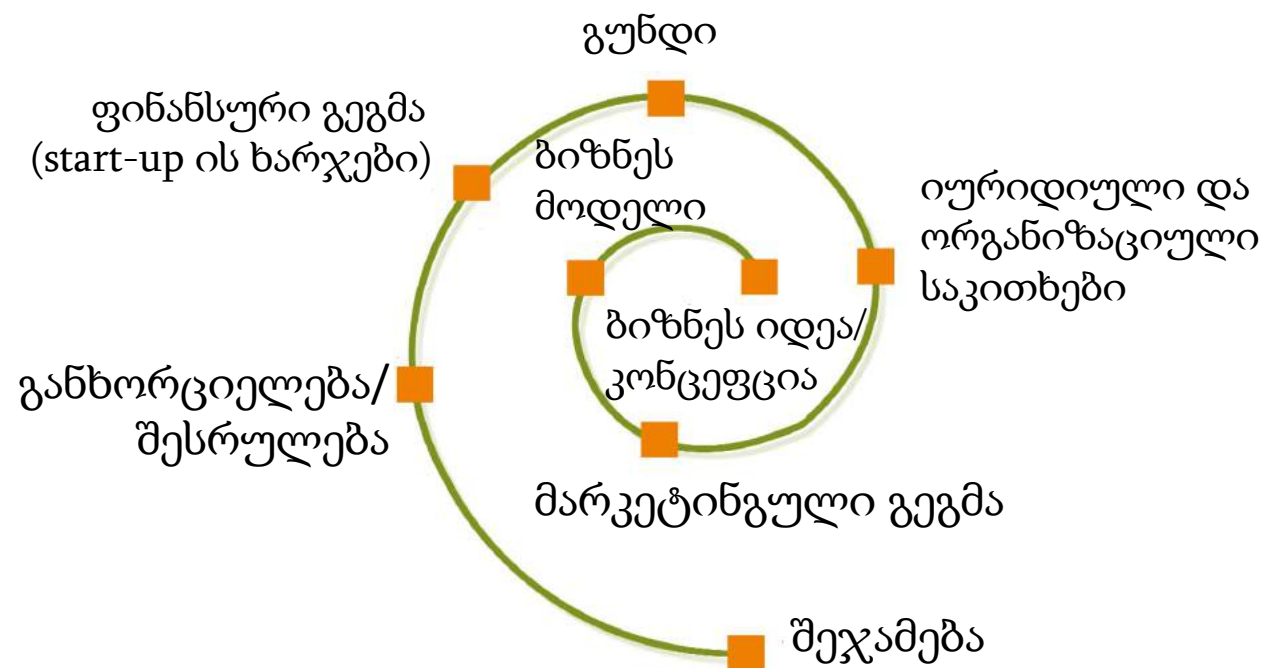 გუნდი
ფინანსური გეგმა
(start-up ის ხარჯები)
ბიზნეს
მოდელი
იურიდიული და
ორგანიზაციული
საკითხები
ბიზნეს იდეა/
კონცეფცია
განხორციელება/
შესრულება
მარკეტინგული გეგმა
შეჯამება